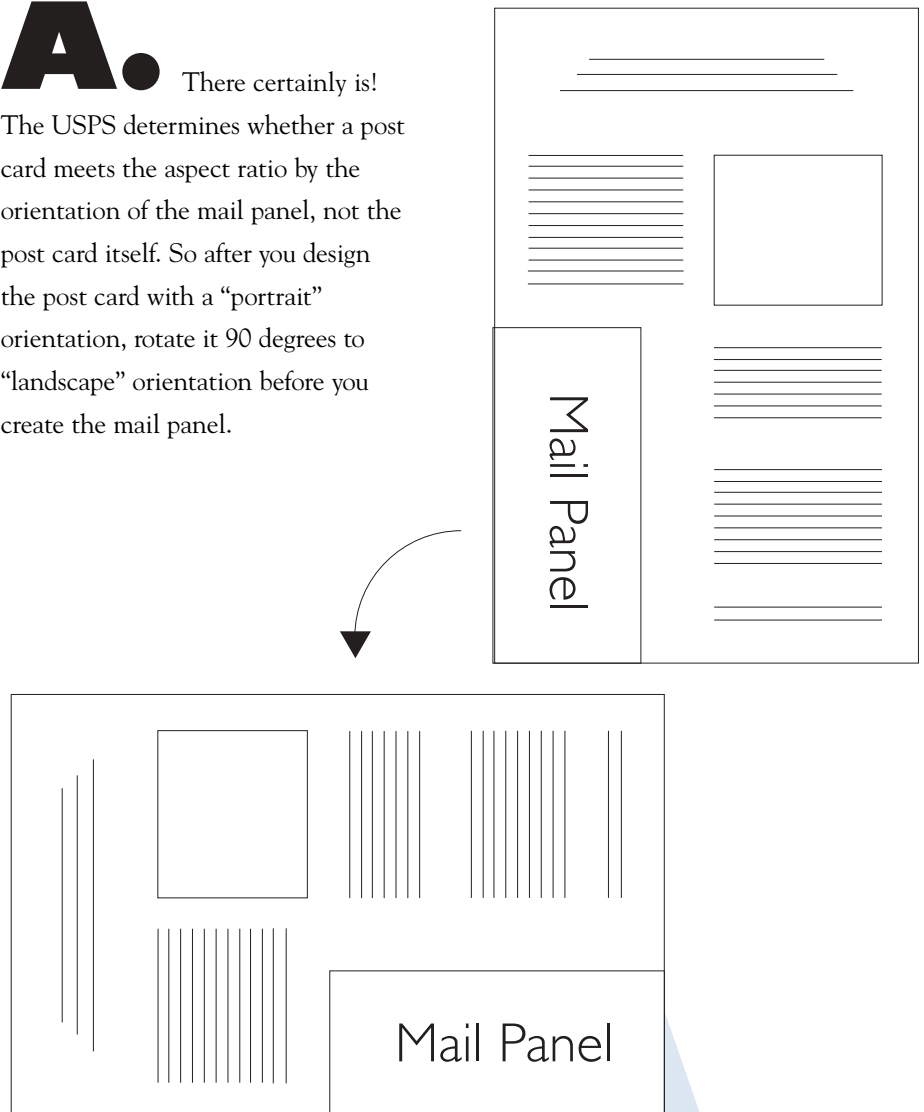 A. There certainly is!
The USPS determines whether a post
card meets the aspect ratio by the
orientation of the mail panel, not the
post card itself. So after you design
the post card with a “portrait”
orientation, rotate it 90 degrees to
“landscape” orientation before you
create the mail panel.
Mail Panel
Mail Panel